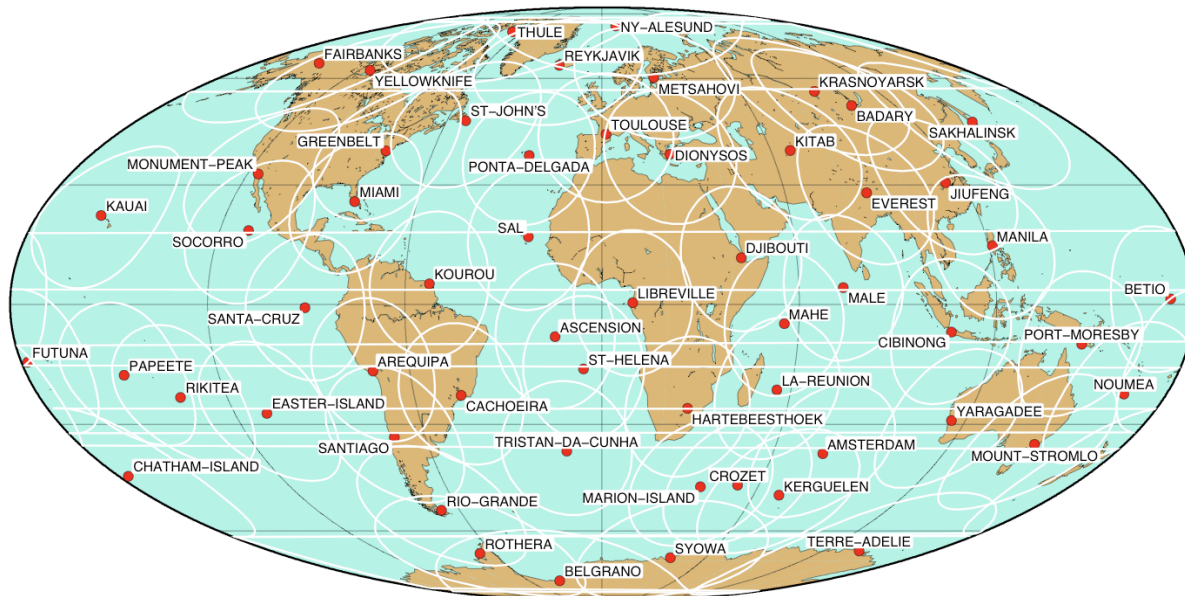 THULE
NY-ALESUND
FAIRBANKS
REYKJAVIK
YELLOWKNIFE
KRASNOYARSK
METSAHOVI
ST-JOHN'S
BADARY
TOULOUSE
SAKHALINSK
GREENBELT
KITAB
DIONYSOS
MONUMENT-PEAK
PONTA-DELGADA
MIAMI
JIUFENG
EVEREST
KAUAI
SAL
SOCORRO
MANILA
DJIBOUTI
KOUROU
BETIO
LIBREVILLE
MALE
SANTA-CRUZ
MAHE
ASCENSION
PORT-MORESBY
CIBINONG
FUTUNA
ST-HELENA
PAPEETE
AREQUIPA
LA-REUNION
NOUMEA
RIKITEA
EASTER-ISLAND
CACHOEIRA
YARAGADEE
HARTEBEESTHOEK
TRISTAN-DA-CUNHA
AMSTERDAM
SANTIAGO
MOUNT-STROMLO
CHATHAM-ISLAND
CROZET
KERGUELEN
MARION-ISLAND
RIO-GRANDE
TERRE-ADELIE
ROTHERA
SYOWA
BELGRANO